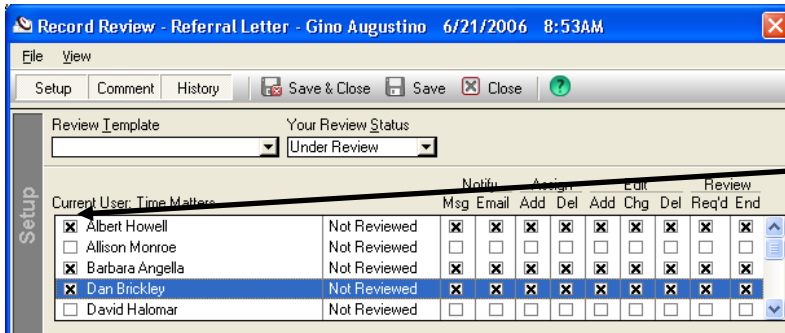 Record Review - Referral Letter - Gino Augustino 6/21/2006 8:53AM
File View
Setup Comment History Save & Close Save Close ?
Review Template Your Review Status
Under Review
Notify Assign Edit Review
Current User: Time Matters Msg Email Add Del Add Chg Del Req'd End
Albert Howell Not Reviewed
Allison Monroe Not Reviewed
Barbara Angella Not Reviewed
Dan Brickley Not Reviewed
David Halomar Not Reviewed
Setup